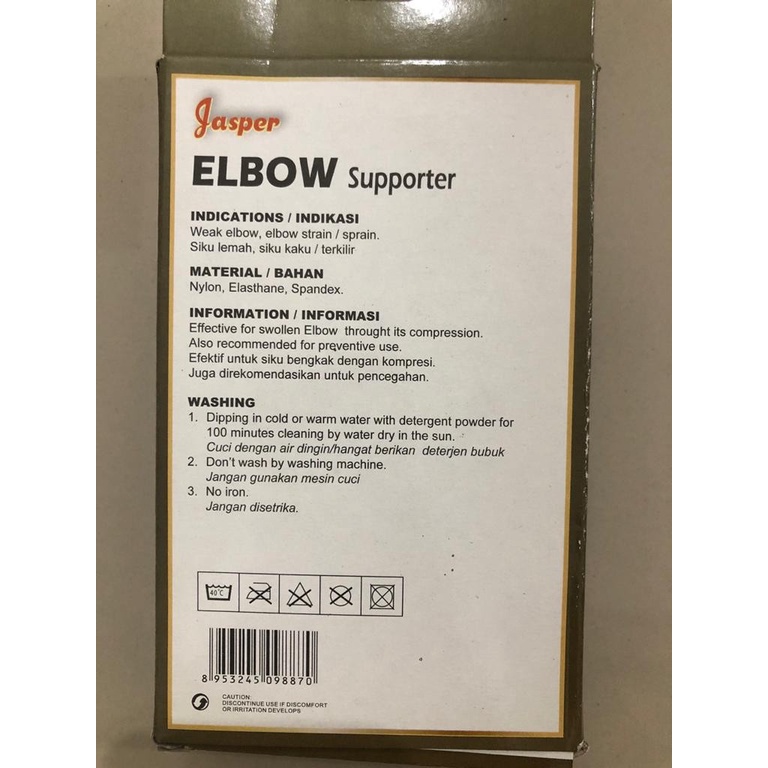 Jasper
ELBOW Supporter
INDICATIONS / INDIKASI
Weak elbow, elbow strain / sprain.
Siku lemah, siku kaku / terkilir
MATERIAL / BAHAN
Nylon, Elasthane, Spandex.
INFORMATION / INFORMASI
Effective for swollen Elbow throught its compression.
Also recommended for preventive use.
Efektif untuk siku bengkak dengan kompresi.
Juga direkomendasikan untuk pencegahan.
WASHING
1. Dipping in cold or warm water with detergent powder for
100 minutes cleaning by water dry in the sun.
Cuci dengan air dingin/hangat berikan deterjen bubuk
2. Don't wash by washing machine.
Jangan gunakan mesin cuci
3. No iron.
Jangan disetrika.
40°C
8 953245 098870
CAUTION:
DISCONTINUE USE IF DISCOMFORT
OR IRRITATION DEVELOPS